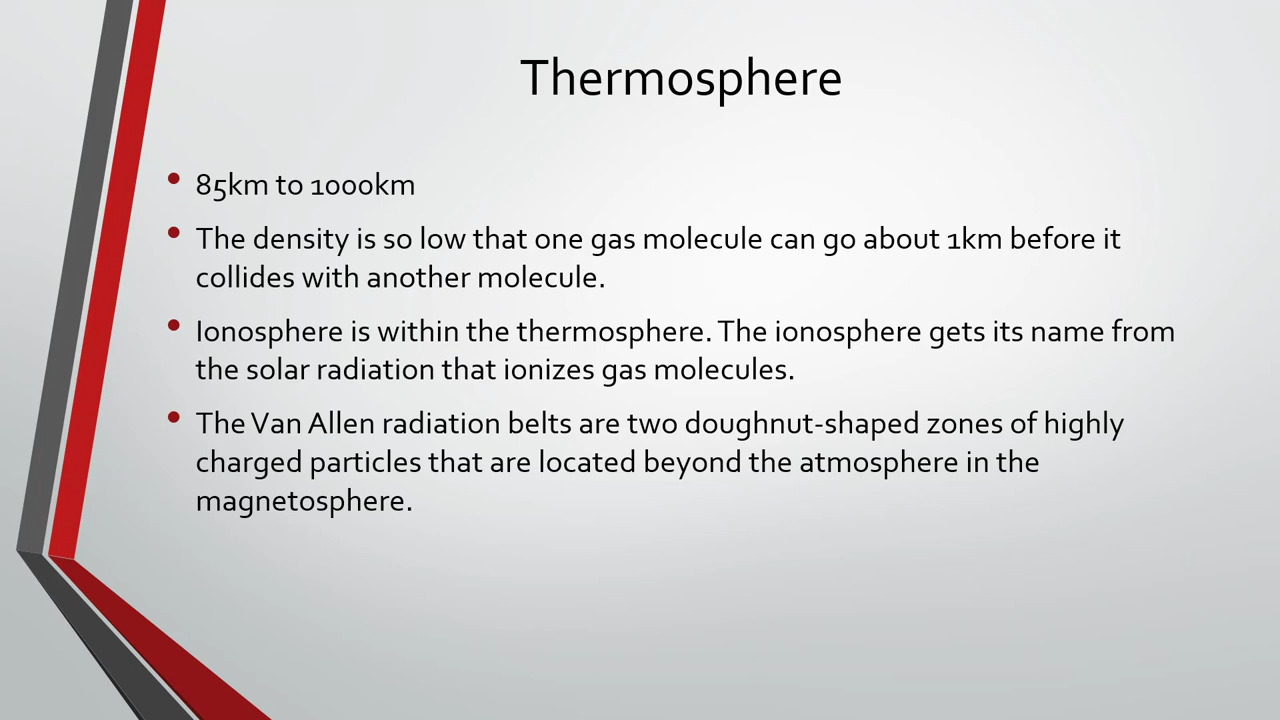 Thermosphere
• 85km to 1000km
• The density is so low that one gas molecule can go about 1km before it
collides with another molecule.
• Ionosphere is within the thermosphere. The ionosphere gets its name from
the solar radiation that ionizes gas molecules.
• The Van Allen radiation belts are two doughnut-shaped zones of highly
charged particles that are located beyond the atmosphere in the
magnetosphere.